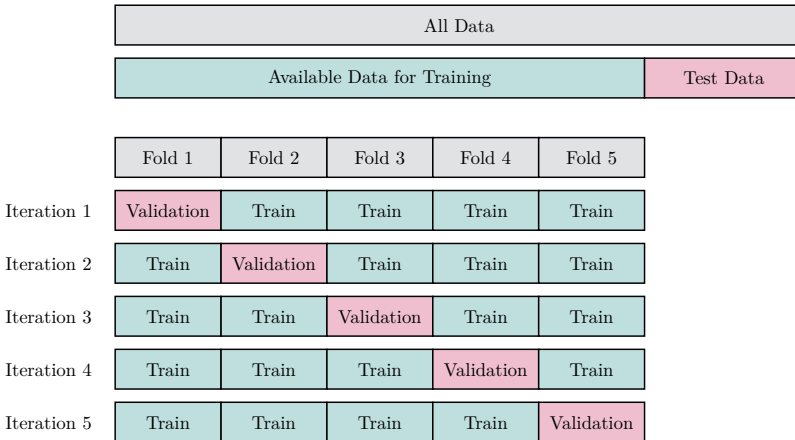 All Data
Available Data for Training Test Data
Fold 1 Fold 2 Fold 3 Fold 4 Fold 5
Iteration 1 Validation Train Train Train Train
Iteration 2 Train Validation Train Train Train
Iteration 3 Train Train Validation Train Train
Iteration 4 Train Train Train Validation Train
Iteration 5 Train Train Train Train Validation